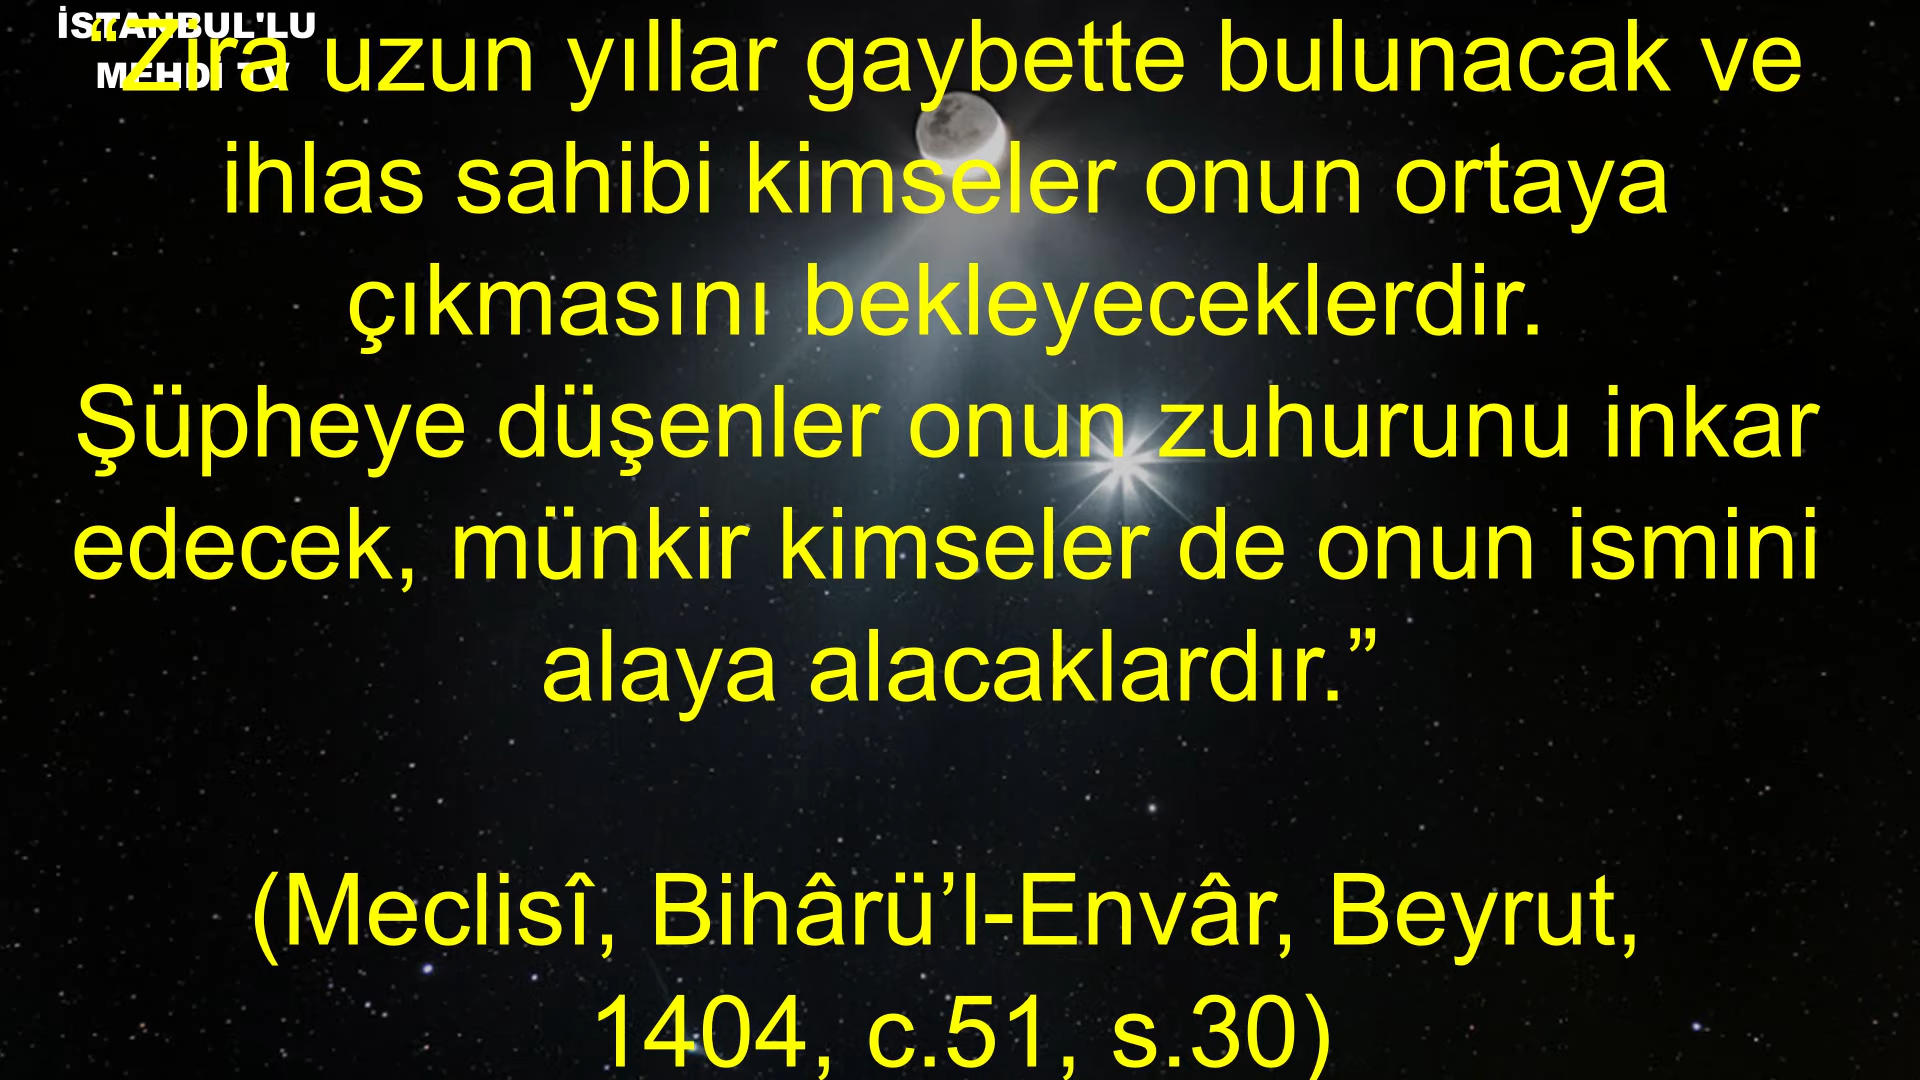 İSTANBUL'LU
MEHDİ TV
“Zira uzun yıllar gaybette bulunacak ve
ihlas sahibi kimseler onun ortaya
çıkmasını bekleyeceklerdir.
Şüpheye düşenler onun zuhurunu inkar
edecek, münkir kimseler de onun ismini
alaya alacaklardır.”
(Meclisî, Bihârü’l-Envâr, Beyrut,
1404, c.51, s.30)